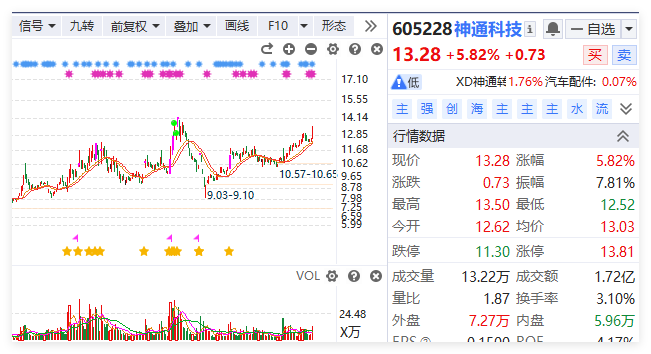 信号 九转 前复权 叠加 画线 F10 形态
605228 神通科技
自选
13.28 +5.82% +0.73 买 卖
低 XD神通转 1.76% 汽车配件: 0.07%
主 强 创 海 主 主 主 水 流
行情数据
现价 13.28 涨幅 5.82%
涨跌 0.73 振幅 7.81%
最高 13.50 最低 12.52
今开 12.62 均价 13.03
跌停 11.30 涨停 13.81
成交量 13.22万 成交额 1.72亿
量比 1.87 换手率 3.10%
外盘 7.27万 内盘 5.96万
EPS 0.1500 ROE 4.17%
17.10
15.55
14.14
12.85
11.68
10.62
9.65
8.78
7.98
7.25
6.59
5.99
10.57-10.65
9.03-9.10
VOL
24.48
X万